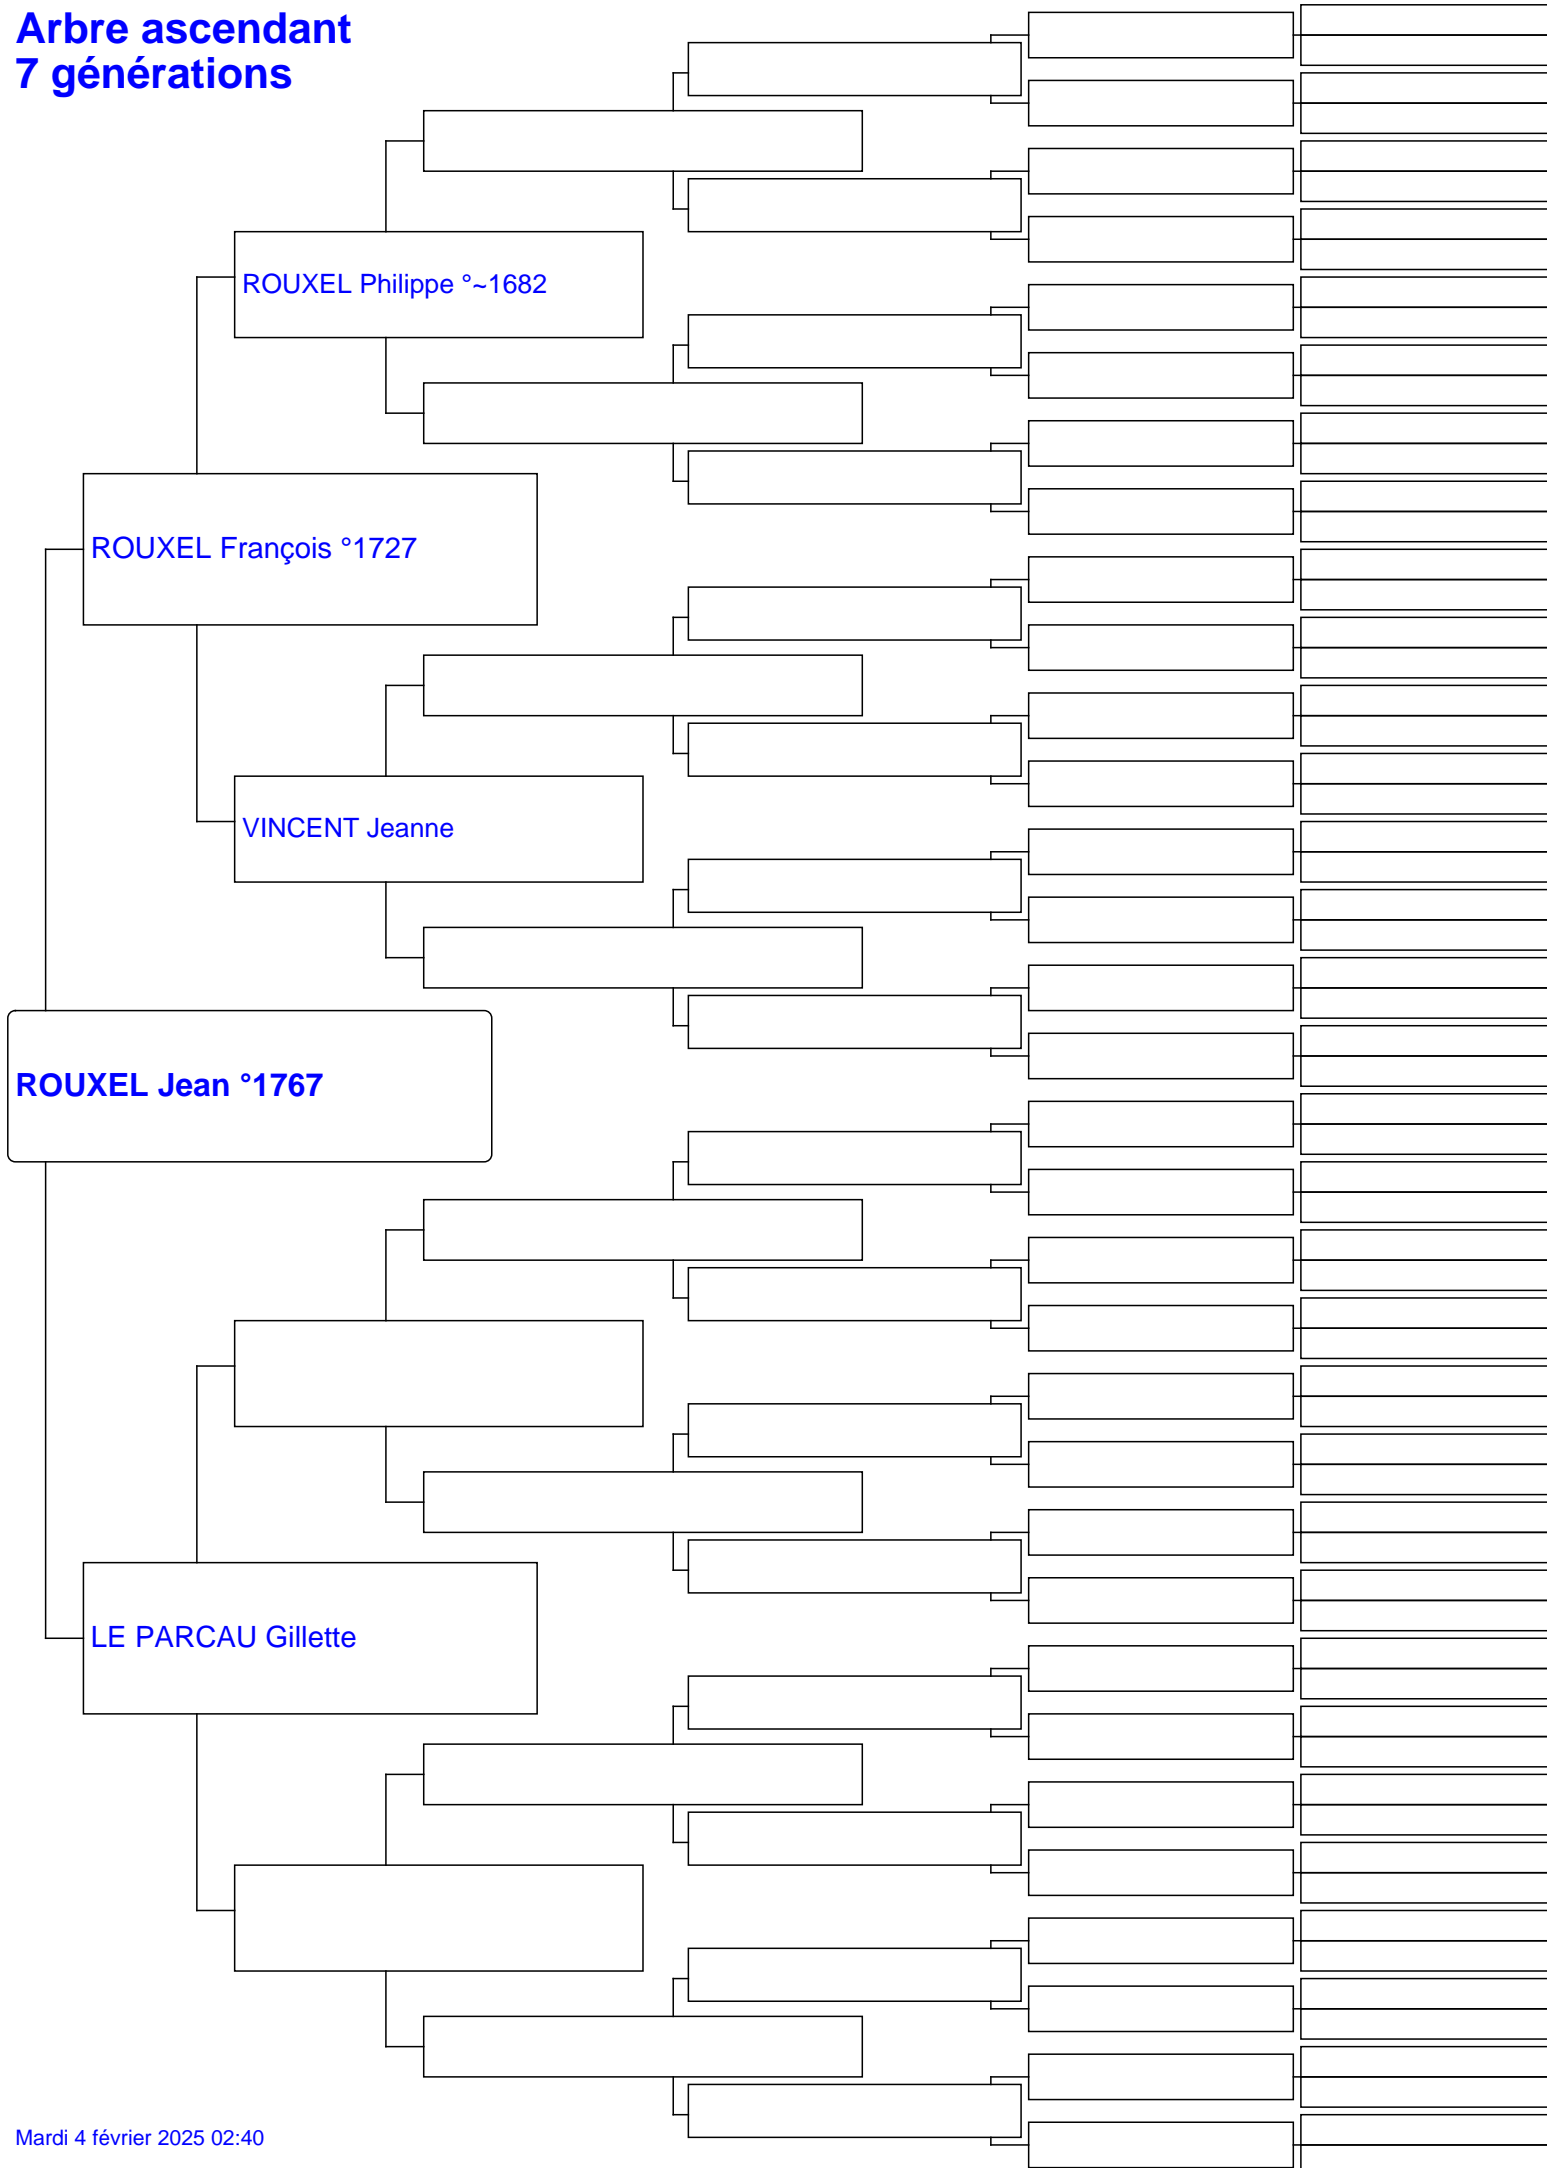 Arbre ascendant
7 générations
ROUXEL Philippe °~1682
ROUXEL François °1727
VINCENT Jeanne
ROUXEL Jean °1767
LE PARCAU Gillette
Mardi 4 février 2025 02:40